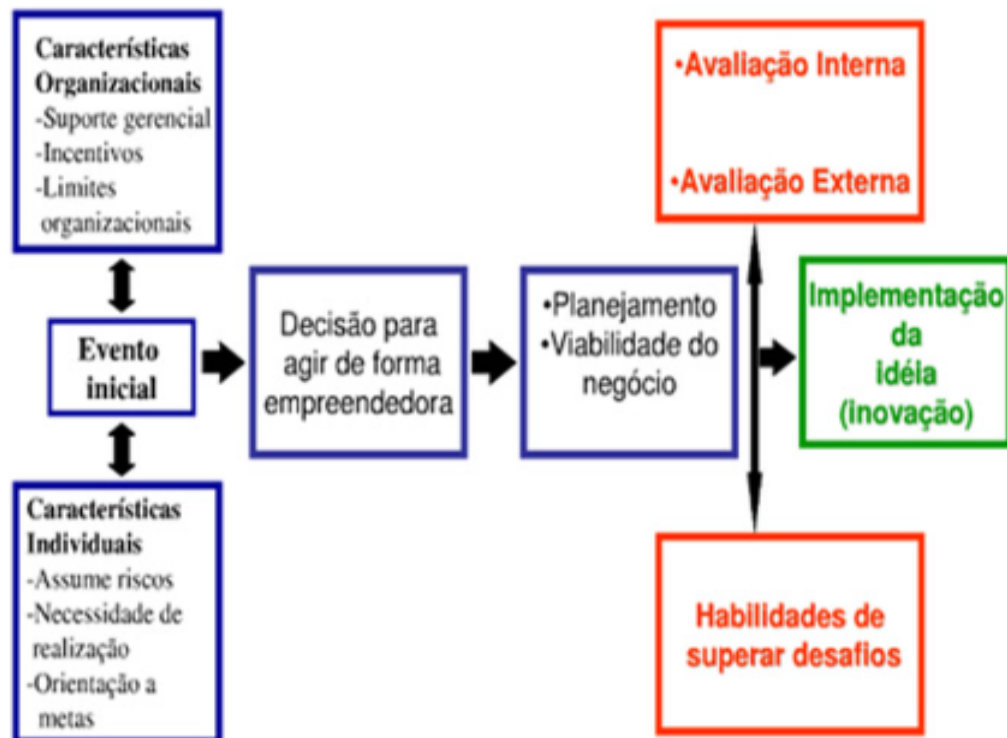 Características
Organizacionais
-Suporte gerencial
-Incentivos
-Limites
organizacionais
Evento
inicial
Características
Individuais
-Assume riscos
-Necessidade de
realização
-Orientação a
metas
Decisão para
agir de forma
empreendedora
•Planejamento
•Viabilidade do
negócio
•Avaliação Interna
•Avaliação Externa
Habilidades de
superar desafios
Implementação
da
idéia
(inovação)